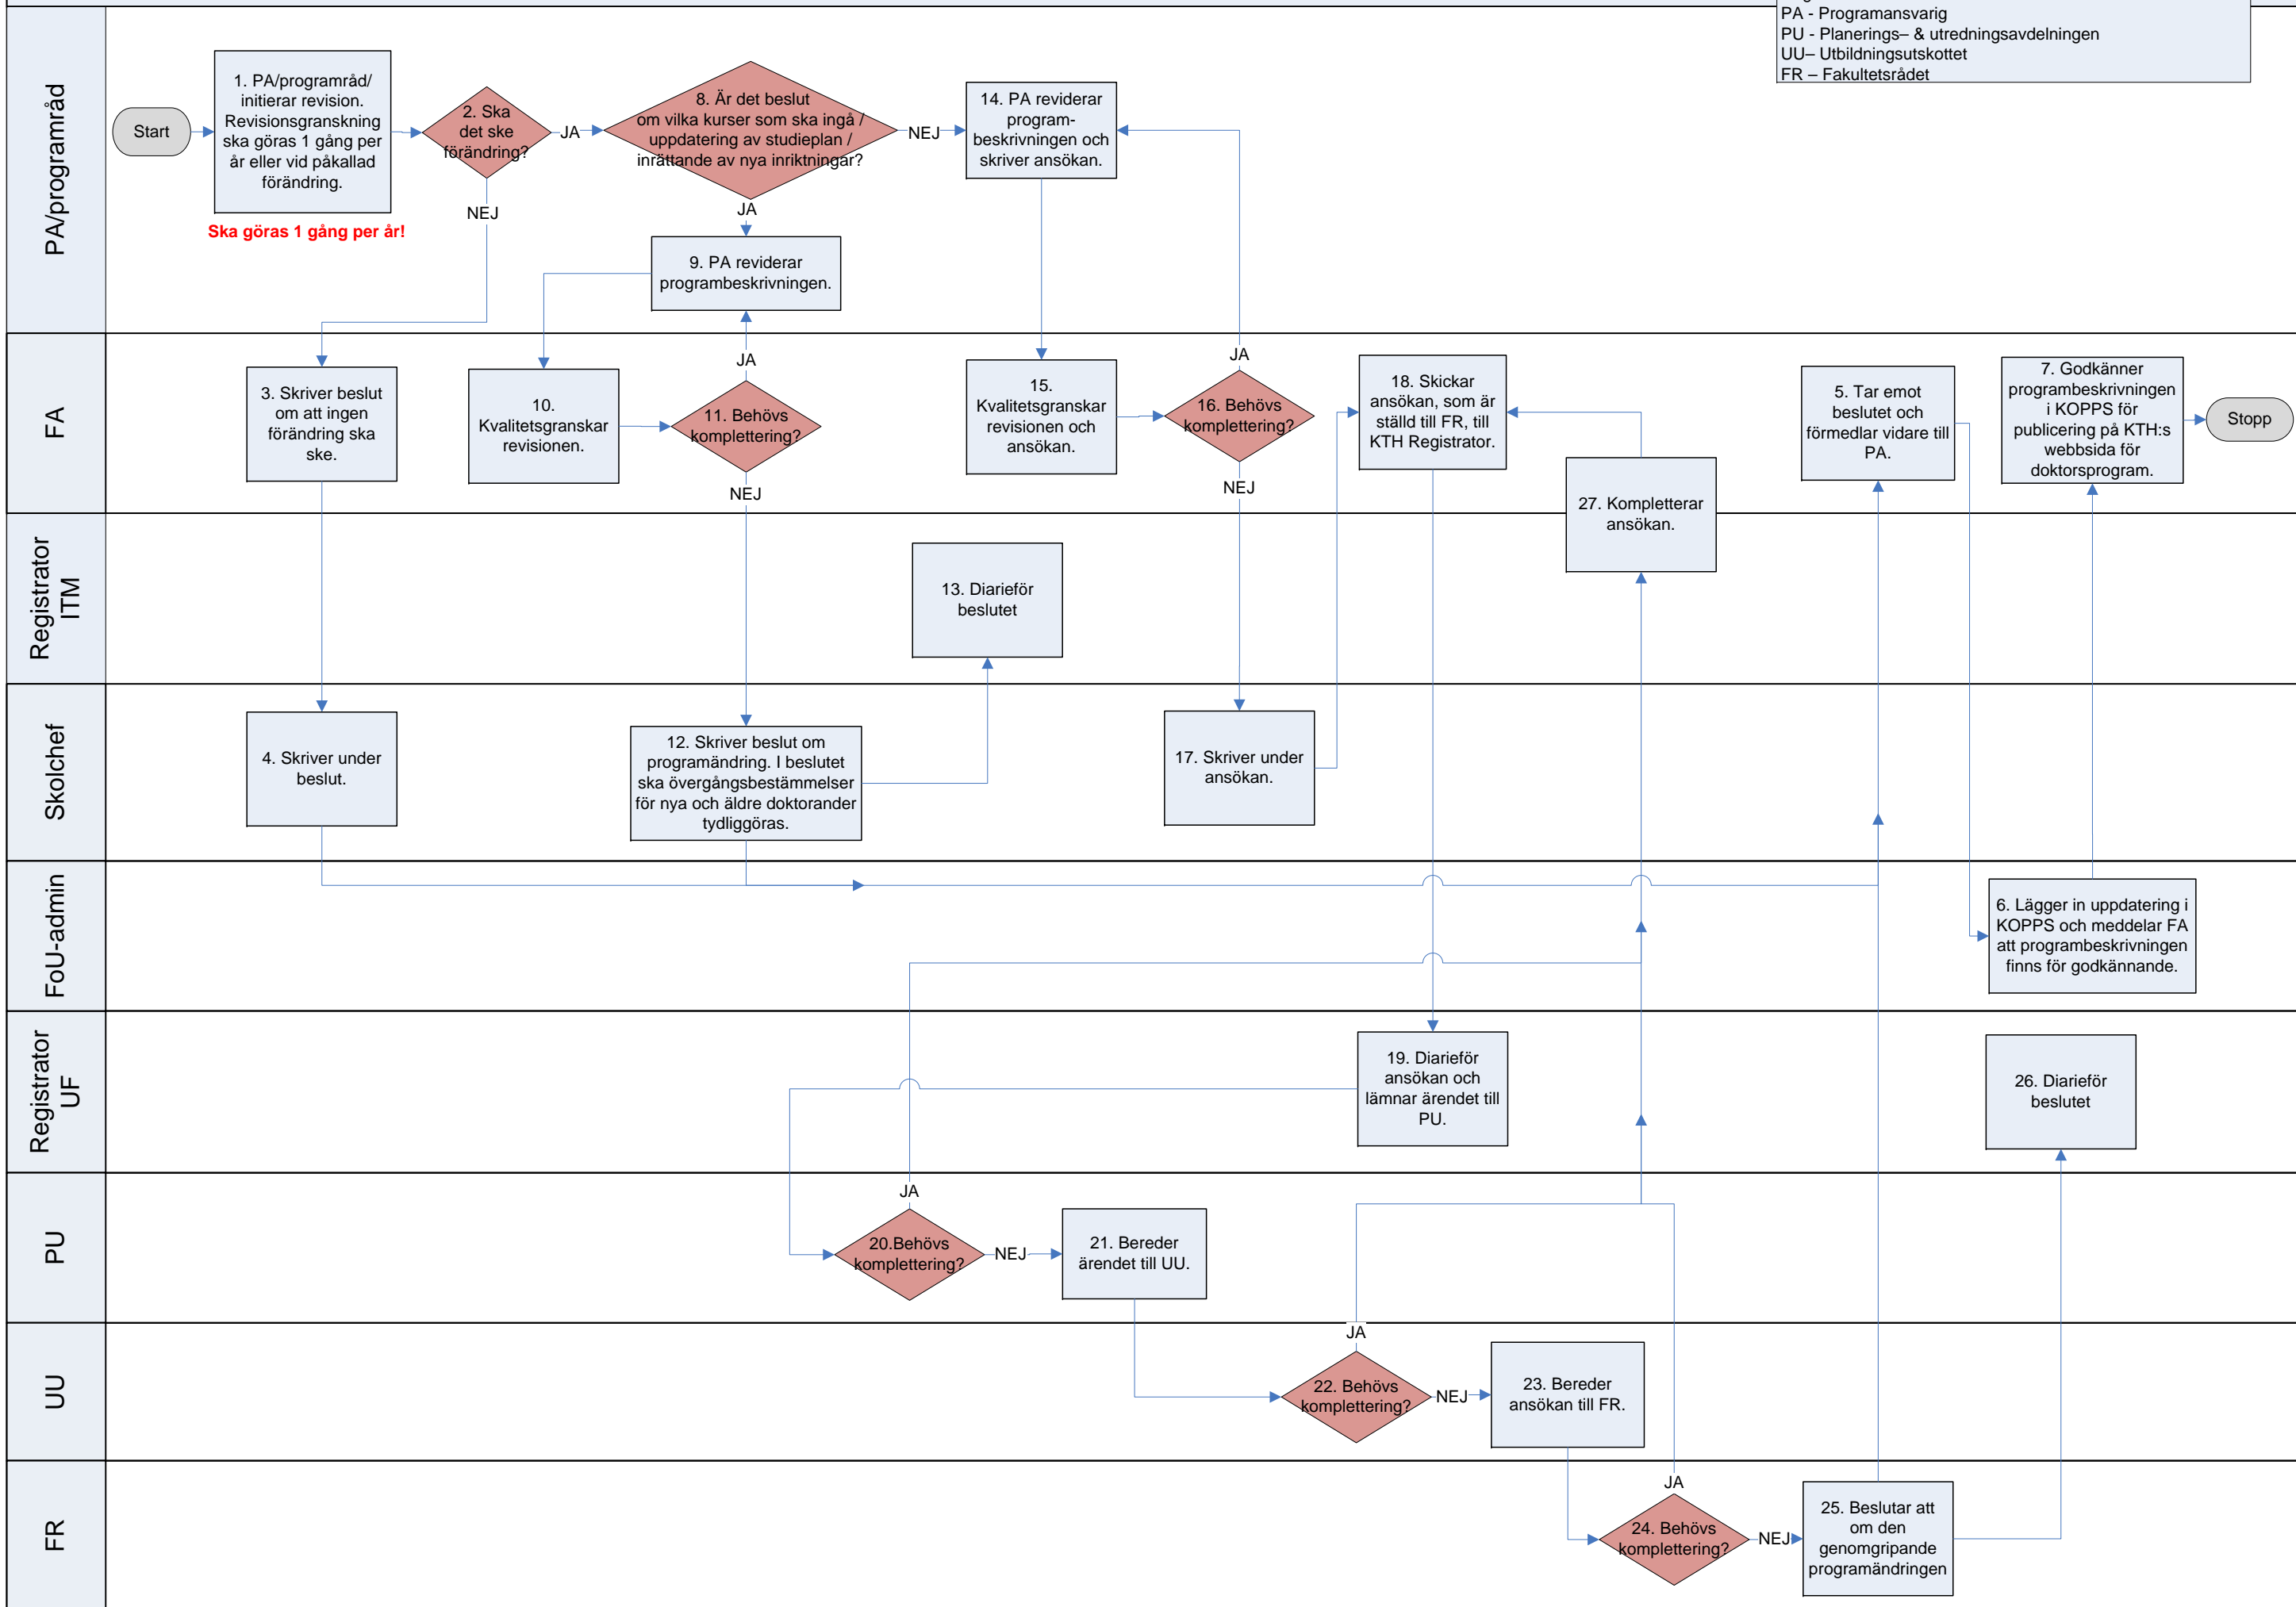 PA - Programansvarig
PU - Planerings– & utredningsavdelningen
UU– Utbildningsutskottet
FR – Fakultetsrådet
PA/programråd
Start
1. PA/programråd/
initierar revision.
Revisionsgranskning
ska göras 1 gång per
år eller vid påkallad
förändring.
Ska göras 1 gång per år!
2. Ska
det ske
förändring?
JA
NEJ
8. Är det beslut
om vilka kurser som ska ingå /
uppdatering av studieplan /
inrättande av nya inriktningar?
NEJ
JA
9. PA reviderar
programbeskrivningen.
14. PA reviderar
program-
beskrivningen och
skriver ansökan.
FA
3. Skriver beslut
om att ingen
förändring ska
ske.
10.
Kvalitetsgranskar
revisionen.
JA
11. Behövs
komplettering?
NEJ
15.
Kvalitetsgranskar
revisionen och
ansökan.
JA
16. Behövs
komplettering?
NEJ
18. Skickar
ansökan, som är
ställd till FR, till
KTH Registrator.
27. Kompletterar
ansökan.
5. Tar emot
beslutet och
förmedlar vidare till
PA.
7. Godkänner
programbeskrivningen
i KOPPS för
publicering på KTH:s
webbsida för
doktorsprogram.
Stopp
Registrator
ITM
13. Diarieför
beslutet
Skolchef
4. Skriver under
beslut.
12. Skriver beslut om
programändring. I beslutet
ska övergångsbestämmelser
för nya och äldre doktorander
tydliggöras.
17. Skriver under
ansökan.
FoU-admin
6. Lägger in uppdatering i
KOPPS och meddelar FA
att programbeskrivningen
finns för godkännande.
Registrator
UF
19. Diarieför
ansökan och
lämnar ärendet till
PU.
26. Diarieför
beslutet
PU
JA
20.Behövs
komplettering?
NEJ
21. Bereder
ärendet till UU.
UU
JA
22. Behövs
komplettering?
NEJ
23. Bereder
ansökan till FR.
FR
JA
24. Behövs
komplettering?
NEJ
25. Beslutar att
om den
genomgripande
programändringen